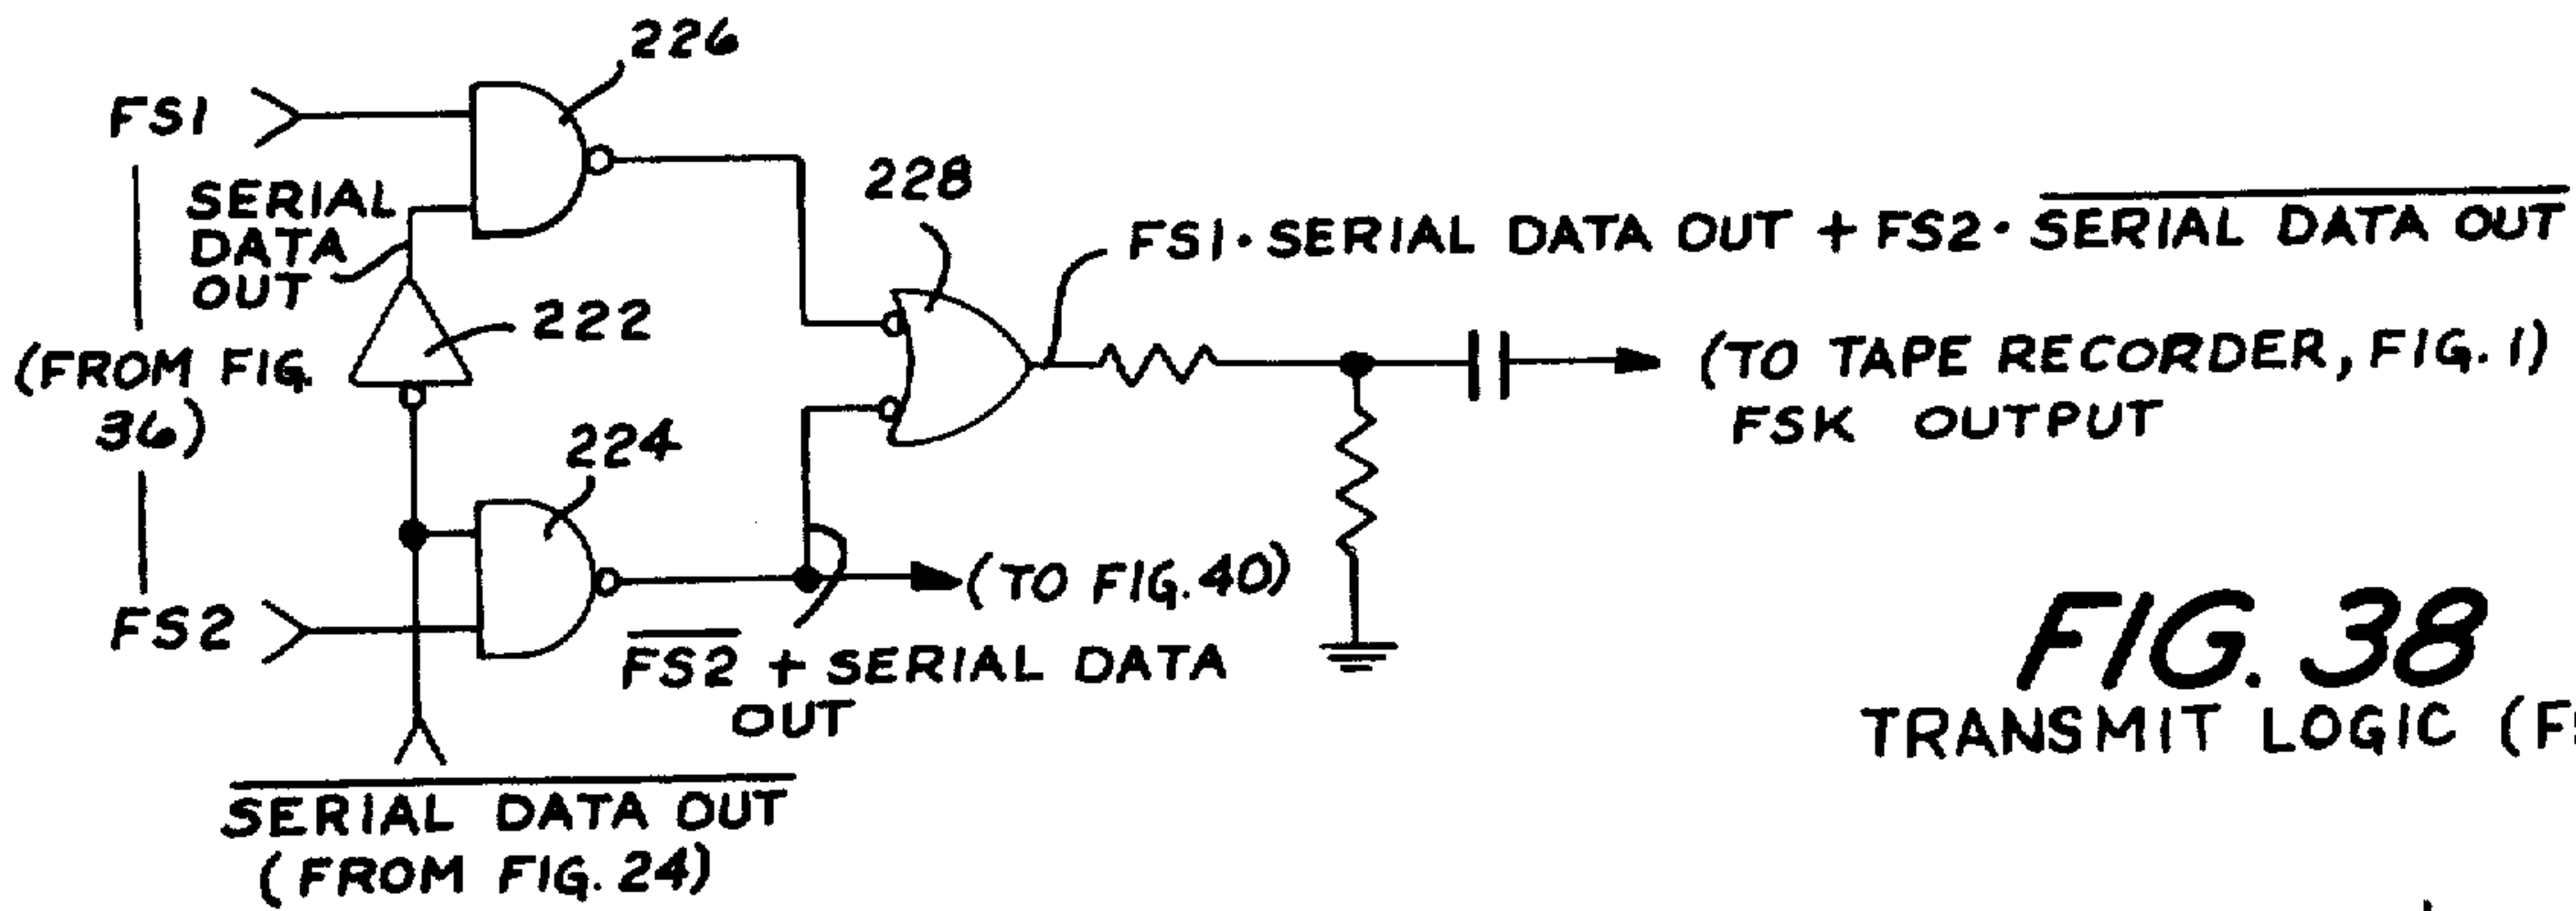 226
FS1
SERIAL
DATA
OUT
228
FS1·SERIAL DATA OUT + FS2·SERIAL DATA OUT
222
(FROM FIG.
36)
(TO TAPE RECORDER, FIG. 1)
FSK OUTPUT
224
(TO FIG. 40)
FS2
FS2 + SERIAL DATA
OUT
SERIAL DATA OUT
(FROM FIG. 24)
FIG. 38
TRANSMIT LOGIC (F